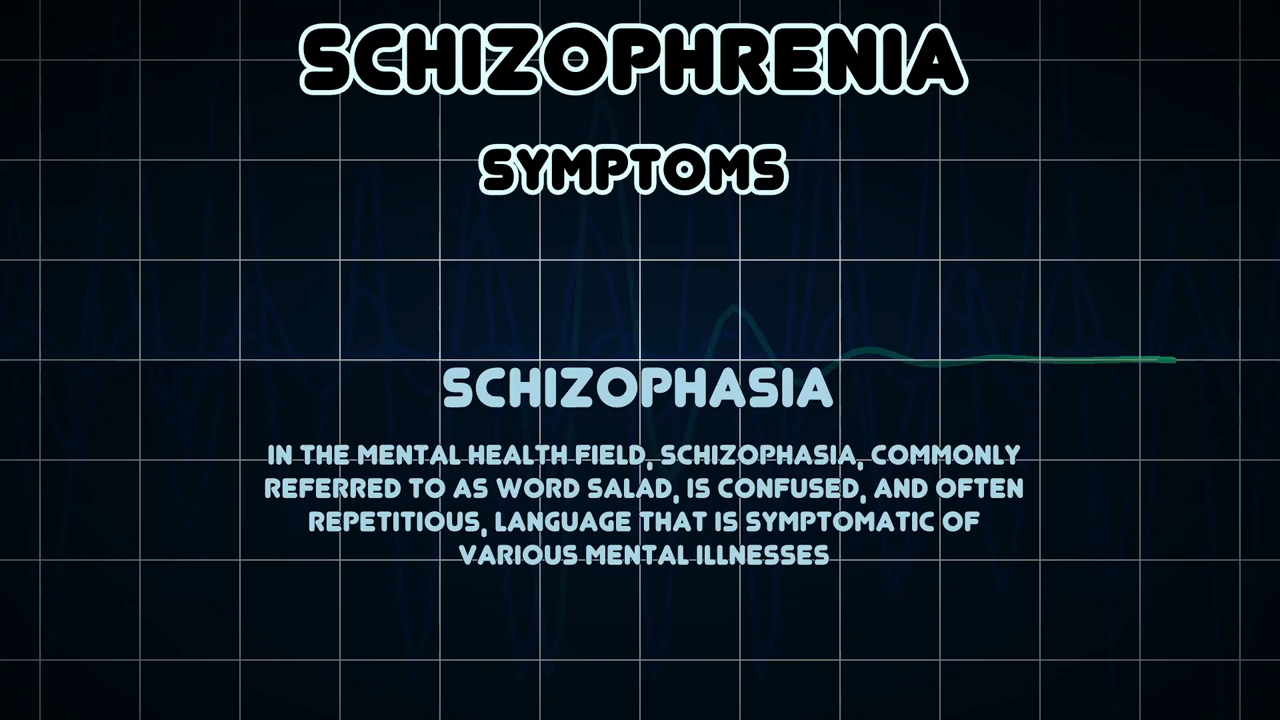 SCHIZOPHRENIA
SYMPTOMS
SCHIZOPHASIA
IN THE MENTAL HEALTH FIELD, SCHIZOPHASIA, COMMONLY
REFERRED TO AS WORD SALAD, IS CONFUSED, AND OFTEN
REPETITIOUS, LANGUAGE THAT IS SYMPTOMATIC OF
VARIOUS MENTAL ILLNESSES